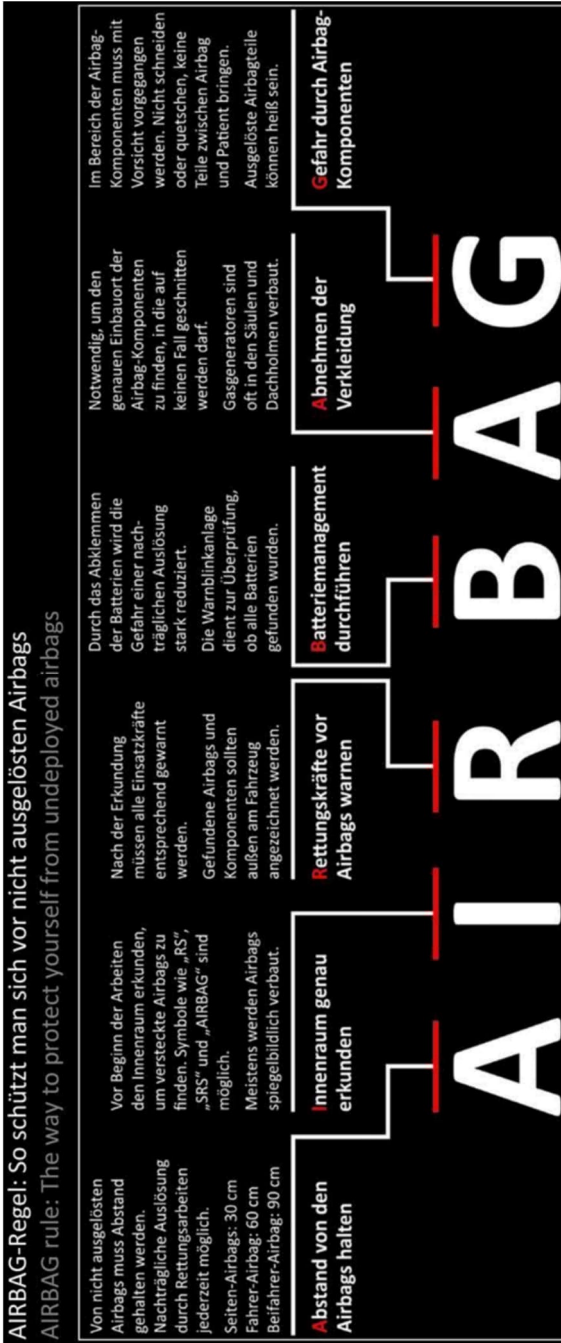 AIRBAG-Regel: So schützt man sich vor nicht ausgelösten Airbags
AIRBAG rule: The way to protect yourself from undeployed airbags
Von nicht ausgelösten
Airbags muss Abstand
gehalten werden.
Nachträgliche Auslösung
durch Rettungsarbeiten
jederzeit möglich.
Seiten-Airbags: 30 cm
Fahrer-Airbag: 60 cm
Beifahrer-Airbag: 90 cm
Abstand von den
Airbags halten
Vor Beginn der Arbeiten
den Innenraum erkunden,
um versteckte Airbags zu
finden. Symbole wie „RS“,
„SRS“ und „AIRBAG“ sind
möglich.
Meistens werden Airbags
spiegelbildlich verbaut.
Innenraum genau
erkunden
Nach der Erkundung
müssen alle Einsatzkräfte
entsprechend gewarnt
werden.
Gefundene Airbags und
Komponenten sollten
außen am Fahrzeug
angezeichnet werden.
Rettungskräfte vor
Airbags warnen
Durch das Abklemmen
der Batterien wird die
Gefahr einer nach-
träglichen Auslösung
stark reduziert.
Die Warnblinkanlage
dient zur Überprüfung,
ob alle Batterien
gefunden wurden.
Batteriemanagement
durchführen
Notwendig, um den
genauen Einbauort der
Airbag-Komponenten
zu finden, in die auf
keinen Fall geschnitten
werden darf.
Gasgeneratoren sind
oft in den Säulen und
Dachholmen verbaut.
Abnehmen der
Verkleidung
Im Bereich der Airbag-
Komponenten muss mit
Vorsicht vorgegangen
werden. Nicht schneiden
oder quetschen, keine
Teile zwischen Airbag
und Patient bringen.
Ausgelöste Airbagteile
können heiß sein.
Gefahr durch Airbag-
Komponenten
A I R B A G